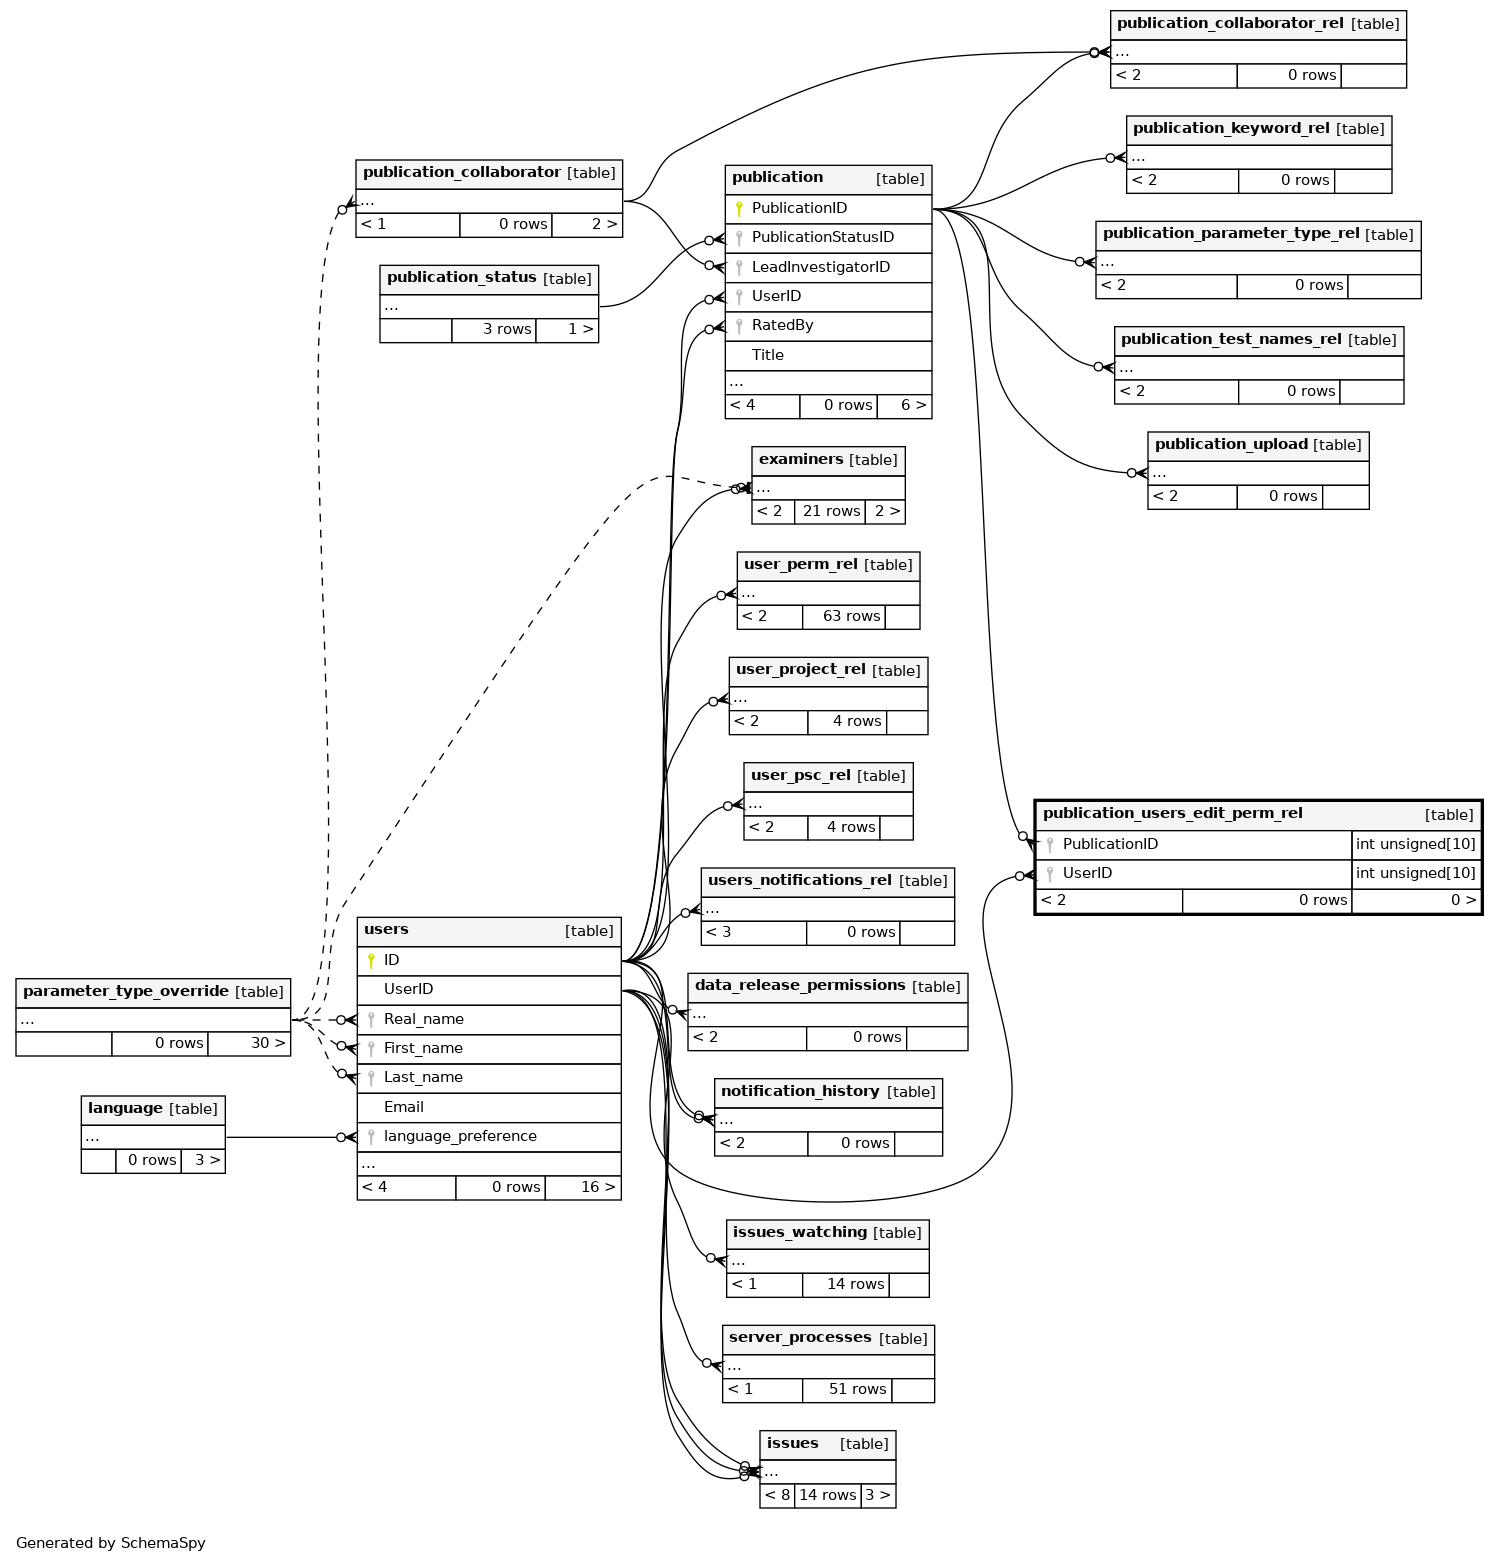 publication_collaborator_rel [table]
...
< 2 0 rows
publication_keyword_rel [table]
...
< 2 0 rows
publication_collaborator [table]
...
< 1 0 rows 2 >
publication [table]
PublicationID
PublicationStatusID
LeadInvestigatorID
UserID
RatedBy
Title
...
< 4 0 rows 6 >
publication_parameter_type_rel [table]
...
< 2 0 rows
publication_status [table]
...
3 rows 1 >
publication_test_names_rel [table]
...
< 2 0 rows
publication_upload [table]
...
< 2 0 rows
examiners [table]
...
< 2 21 rows 2 >
user_perm_rel [table]
...
< 2 63 rows
user_project_rel [table]
...
< 2 4 rows
user_psc_rel [table]
...
< 2 4 rows
publication_users_edit_perm_rel [table]
PublicationID int unsigned[10]
UserID int unsigned[10]
< 2 0 rows 0 >
users_notifications_rel [table]
...
< 3 0 rows
users [table]
ID
UserID
Real_name
First_name
Last_name
Email
language_preference
...
< 4 0 rows 16 >
parameter_type_override [table]
...
0 rows 30 >
language [table]
...
0 rows 3 >
data_release_permissions [table]
...
< 2 0 rows
notification_history [table]
...
< 2 0 rows
issues_watching [table]
...
< 1 14 rows
server_processes [table]
...
< 1 51 rows
issues [table]
...
< 8 14 rows 3 >
Generated by SchemaSpy